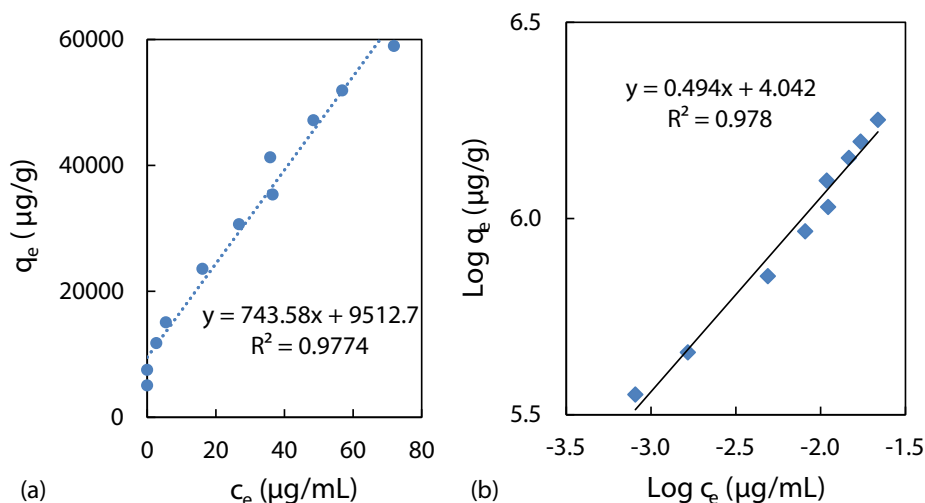 60000
40000
20000
0
0 20 40 60 80
qe (µg/g)
y = 743.58x + 9512.7
R² = 0.9774
(a)
ce (µg/mL)
6.5
6.0
5.5
-3.5 -3.0 -2.5 -2.0 -1.5
Log qe (µg/g)
y = 0.494x + 4.042
R² = 0.978
(b)
Log ce (µg/mL)